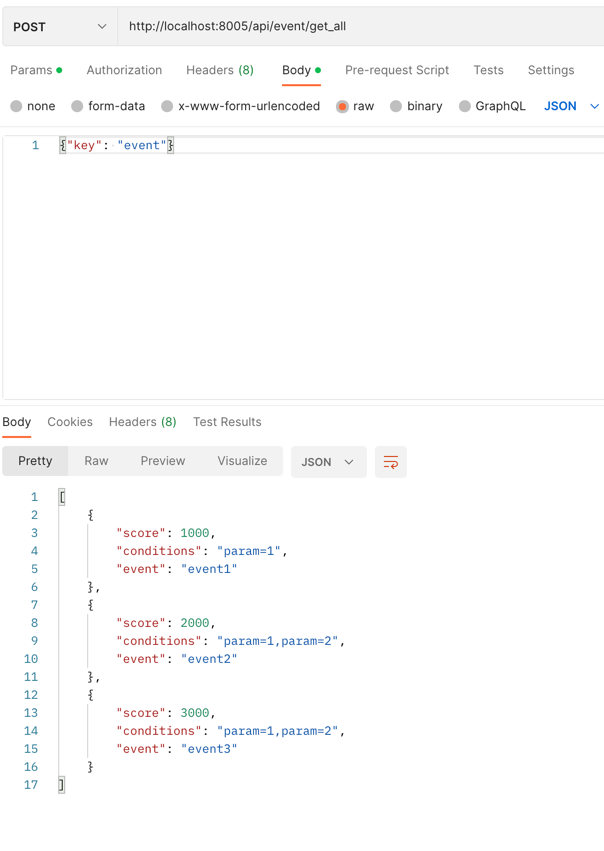 POST http://localhost:8005/api/event/get_all
Params Authorization Headers (8) Body Pre-request Script Tests Settings
none form-data x-www-form-urlencoded raw binary GraphQL JSON
1 {"key": "event"}
Body Cookies Headers (8) Test Results
Pretty Raw Preview Visualize JSON
1 [
2 {
3 "score": 1000,
4 "conditions": "param=1",
5 "event": "event1"
6 },
7 {
8 "score": 2000,
9 "conditions": "param=1,param=2",
10 "event": "event2"
11 },
12 {
13 "score": 3000,
14 "conditions": "param=1,param=2",
15 "event": "event3"
16 }
17 ]